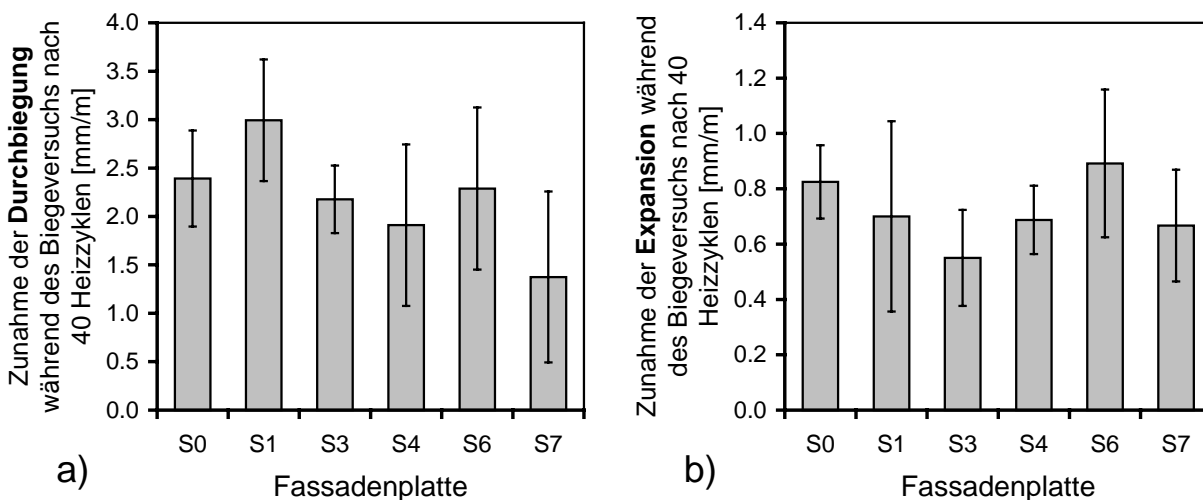 Zunahme der Durchbiegung
während des Biegeversuchs nach
40 Heizzyklen [mm/m]
4.0
3.5
3.0
2.5
2.0
1.5
1.0
0.5
0.0
S0 S1 S3 S4 S6 S7
a)
Fassadenplatte
Zunahme der Expansion während
des Biegeversuchs nach 40
Heizzyklen [mm/m]
1.4
1.2
1.0
0.8
0.6
0.4
0.2
0.0
S0 S1 S3 S4 S6 S7
b)
Fassadenplatte